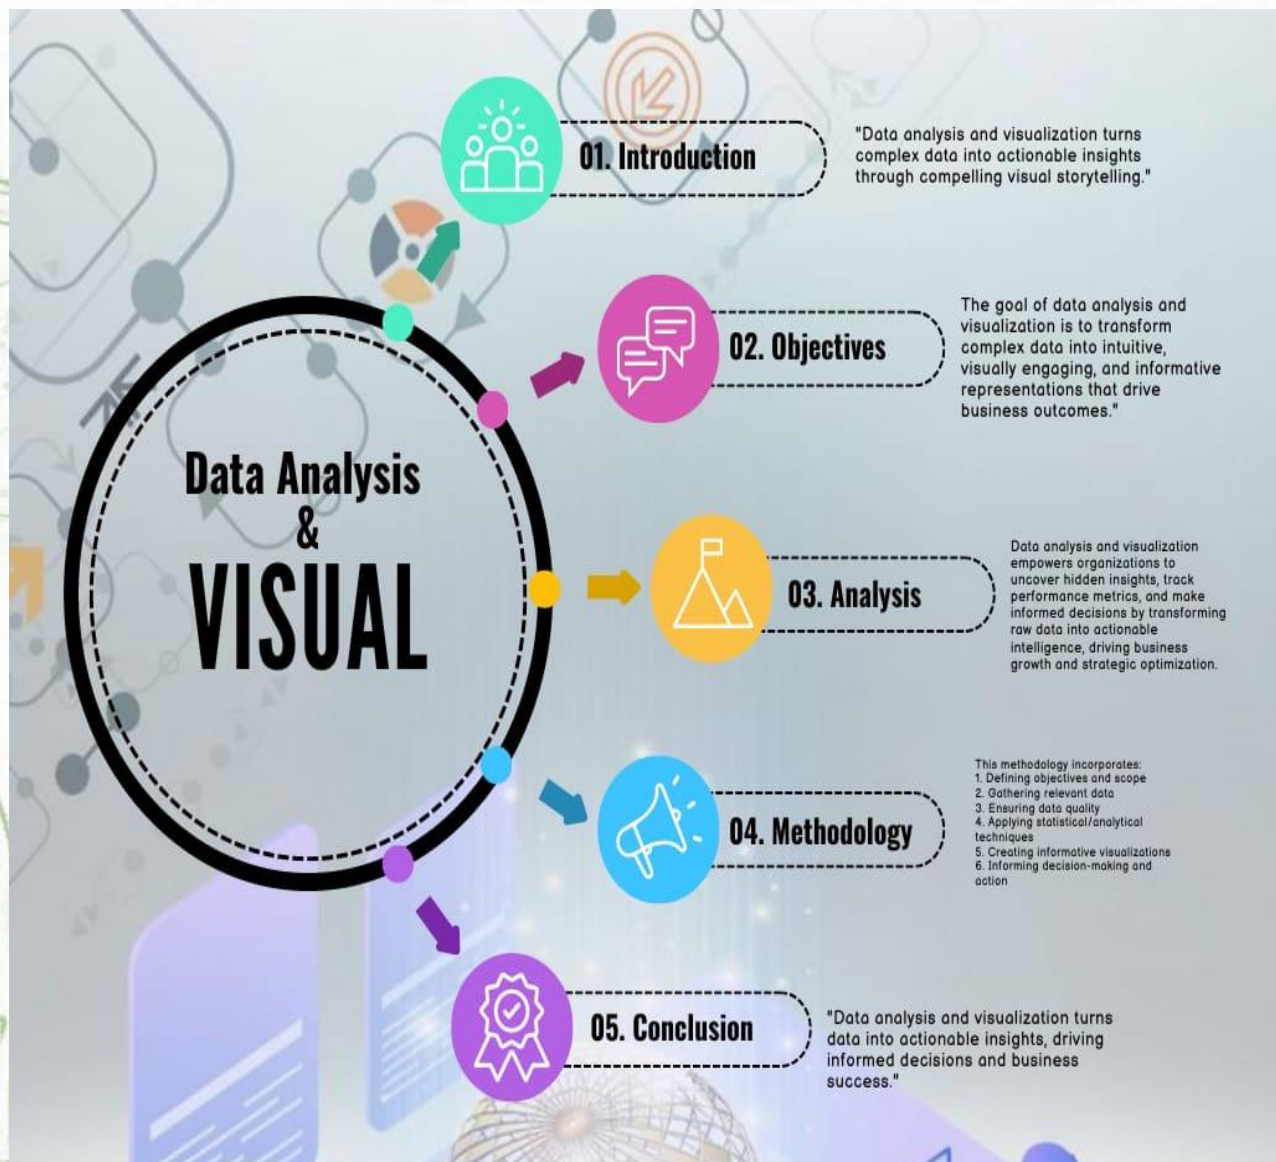 Data Analysis
&
VISUAL
01. Introduction
"Data analysis and visualization turns
complex data into actionable insights
through compelling visual storytelling."
02. Objectives
The goal of data analysis and
visualization is to transform
complex data into intuitive,
visually engaging, and informative
representations that drive
business outcomes."
03. Analysis
Data analysis and visualization
empowers organizations to
uncover hidden insights, track
performance metrics, and make
informed decisions by transforming
raw data into actionable
intelligence, driving business
growth and strategic optimization.
04. Methodology
This methodology incorporates:
1. Defining objectives and scope
2. Gathering relevant data
3. Ensuring data quality
4. Applying statistical/analytical
techniques
5. Creating informative visualizations
6. Informing decision-making and
action
05. Conclusion
"Data analysis and visualization turns
data into actionable insights, driving
informed decisions and business
success."